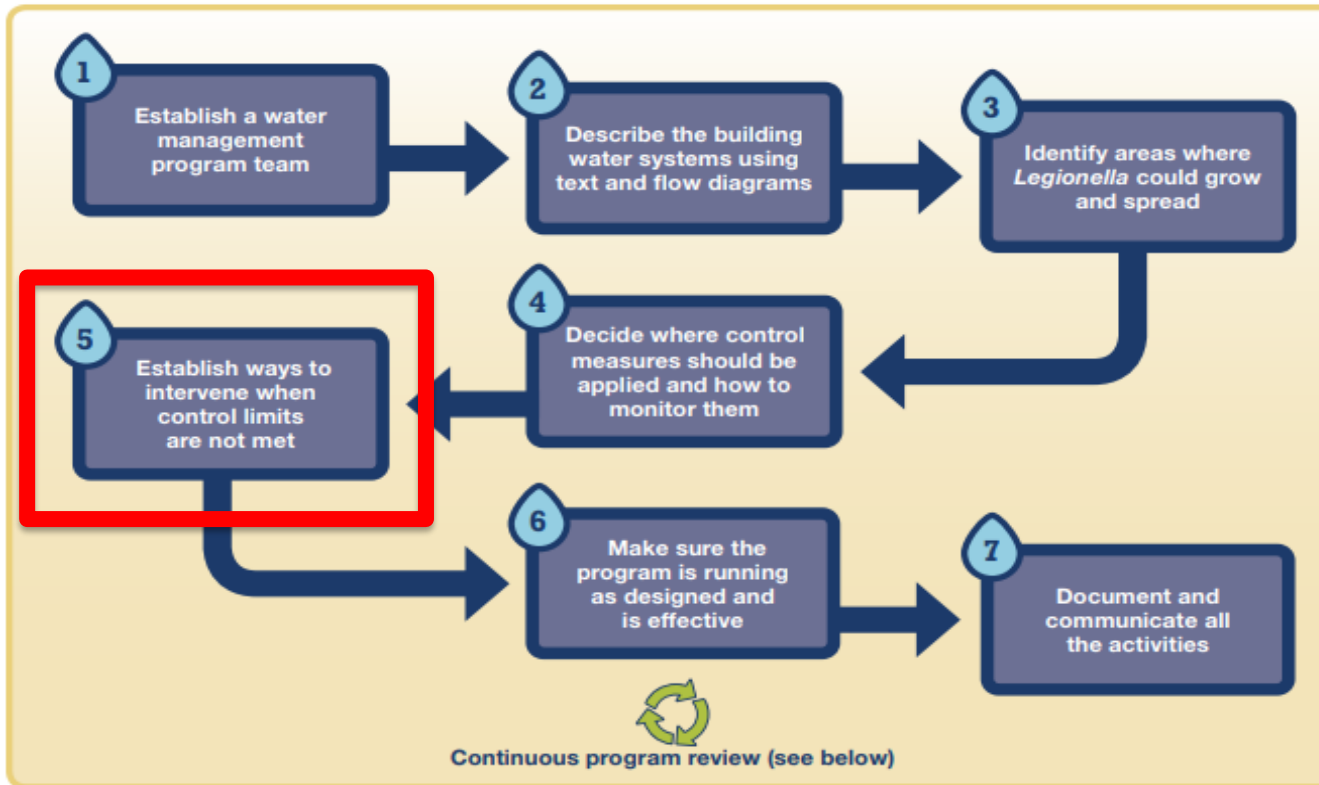 1
Establish a water
management
program team
2
Describe the building
water systems using
text and flow diagrams
3
Identify areas where
Legionella could grow
and spread
4
Decide where control
measures should be
applied and how to
monitor them
5
Establish ways to
intervene when
control limits
are not met
6
Make sure the
program is running
as designed and
is effective
7
Document and
communicate all
the activities
Continuous program review (see below)